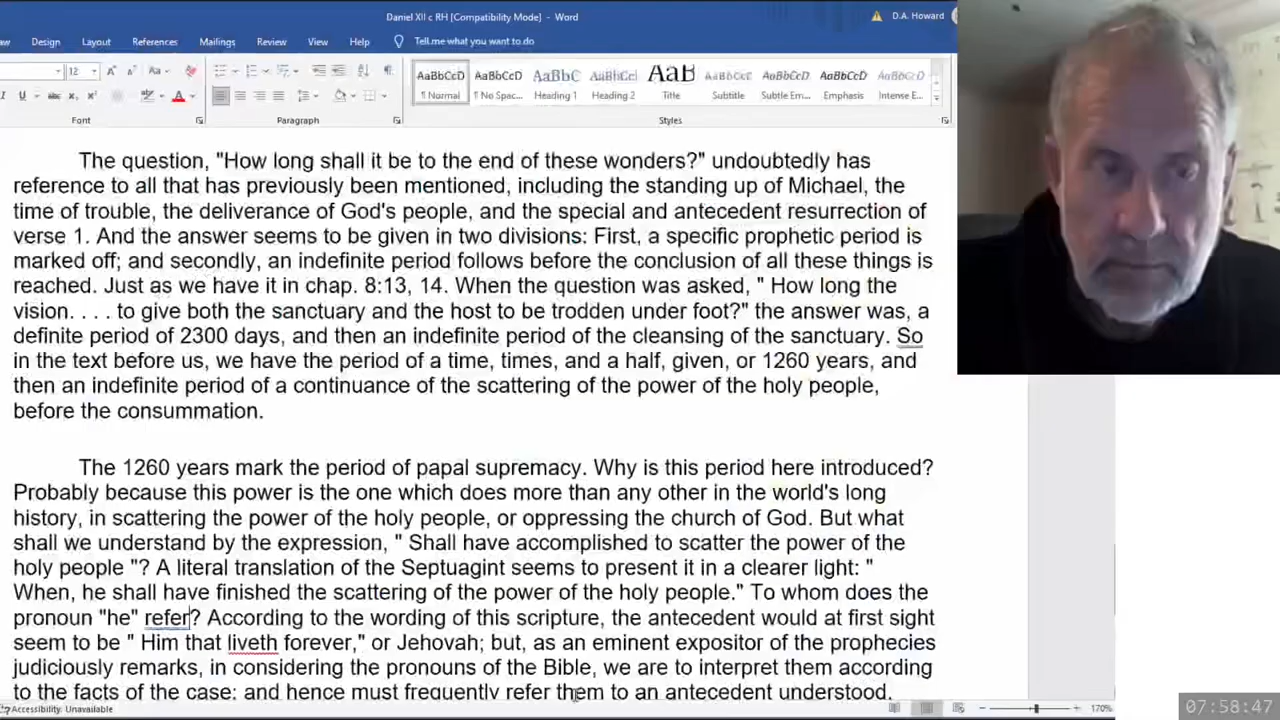 Daniel XII c RH [Compatibility Mode] - Word
D.A. Howard
Design Layout References Mailings Review View Help Tell me what you want to do
12 Aa
AaBbCcD AaBbCcD AaBbC AaBbCcl AaB AaBbCcD AaBbCcD AaBbCcD AaBbCcD
U abc x₂ x² A
¶ Normal ¶ No Spac... Heading 1 Heading 2 Title Subtitle Subtle Em... Emphasis Intense E...
Font Paragraph Styles
The question, "How long shall it be to the end of these wonders?" undoubtedly has
reference to all that has previously been mentioned, including the standing up of Michael, the
time of trouble, the deliverance of God's people, and the special and antecedent resurrection of
verse 1. And the answer seems to be given in two divisions: First, a specific prophetic period is
marked off; and secondly, an indefinite period follows before the conclusion of all these things is
reached. Just as we have it in chap. 8:13, 14. When the question was asked, " How long the
vision. . . . to give both the sanctuary and the host to be trodden under foot?" the answer was, a
definite period of 2300 days, and then an indefinite period of the cleansing of the sanctuary. So
in the text before us, we have the period of a time, times, and a half, given, or 1260 years, and
then an indefinite period of a continuance of the scattering of the power of the holy people,
before the consummation.
The 1260 years mark the period of papal supremacy. Why is this period here introduced?
Probably because this power is the one which does more than any other in the world's long
history, in scattering the power of the holy people, or oppressing the church of God. But what
shall we understand by the expression, " Shall have accomplished to scatter the power of the
holy people "? A literal translation of the Septuagint seems to present it in a clearer light: "
When, he shall have finished the scattering of the power of the holy people." To whom does the
pronoun "he" refer? According to the wording of this scripture, the antecedent would at first sight
seem to be " Him that liveth forever," or Jehovah; but, as an eminent expositor of the prophecies
judiciously remarks, in considering the pronouns of the Bible, we are to interpret them according
to the facts of the case: and hence must frequently refer them to an antecedent understood.
Accessibility: Unavailable
170%
07:58:47